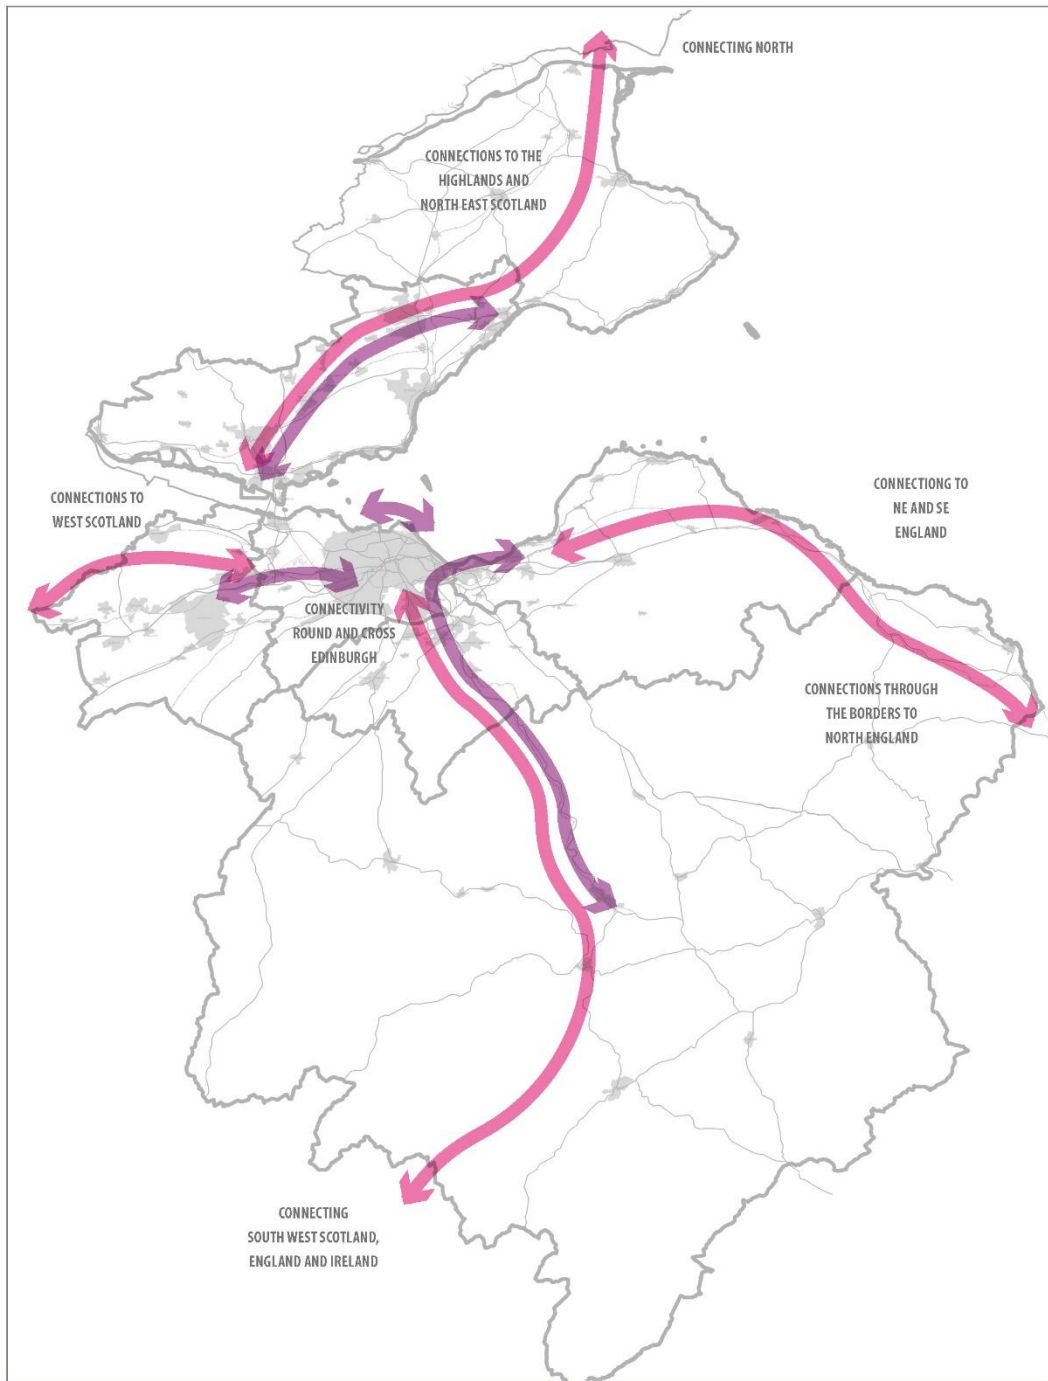 CONNECTING NORTH
CONNECTIONS TO THE
HIGHLANDS AND
NORTH EAST SCOTLAND
CONNECTIONS TO
WEST SCOTLAND
CONNECTIONG TO
NE AND SE
ENGLAND
CONNECTIVITY
ROUND AND CROSS
EDINBURGH
CONNECTIONS THROUGH
THE BORDERS TO
NORTH ENGLAND
CONNECTING
SOUTH WEST SCOTLAND,
ENGLAND AND IRELAND